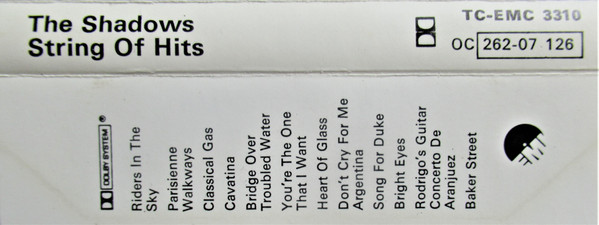 The Shadows
String Of Hits
TC-EMC 3310
OC 262-07 126
DOLBY SYSTEM®
Riders In The
Sky
Parisienne
Walkways
Classical Gas
Cavatina
Bridge Over
Troubled Water
You're The One
That I Want
Heart Of Glass
Don't Cry For Me
Argentina
Song For Duke
Bright Eyes
Rodrigo's Guitar
Concerto De
Aranjuez
Baker Street
EMI